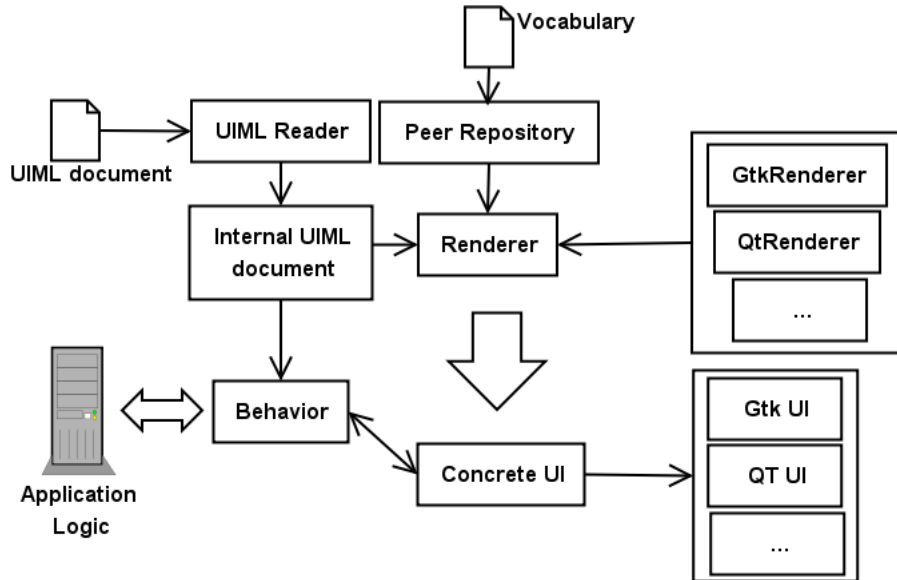 Vocabulary
UIML document
UIML Reader
Peer Repository
GtkRenderer
Internal UIML
document
Renderer
QtRenderer
...
Application
Logic
Behavior
Concrete UI
Gtk UI
QT UI
...